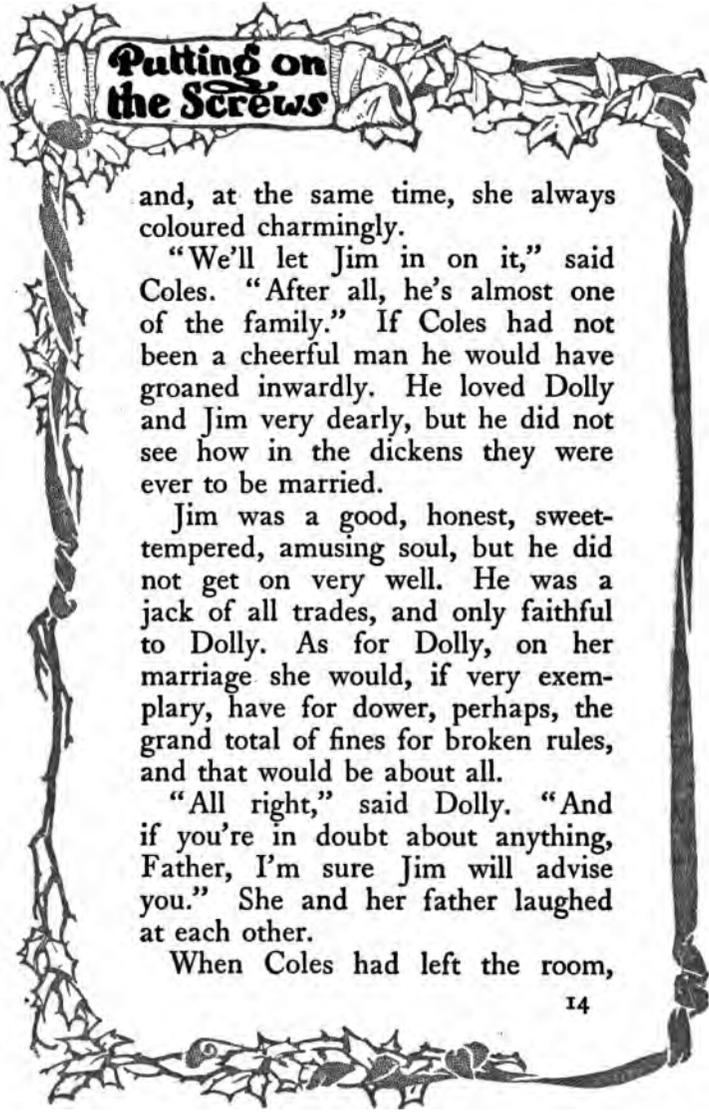 Putting on
the Screws
and, at the same time, she always
coloured charmingly.
"We'll let Jim in on it," said
Coles. "After all, he's almost one
of the family." If Coles had not
been a cheerful man he would have
groaned inwardly. He loved Dolly
and Jim very dearly, but he did not
see how in the dickens they were
ever to be married.
Jim was a good, honest, sweet-
tempered, amusing soul, but he did
not get on very well. He was a
jack of all trades, and only faithful
to Dolly. As for Dolly, on her
marriage she would, if very exem-
plary, have for dower, perhaps, the
grand total of fines for broken rules,
and that would be about all.
"All right," said Dolly. "And
if you're in doubt about anything,
Father, I'm sure Jim will advise
you." She and her father laughed
at each other.
When Coles had left the room,
14